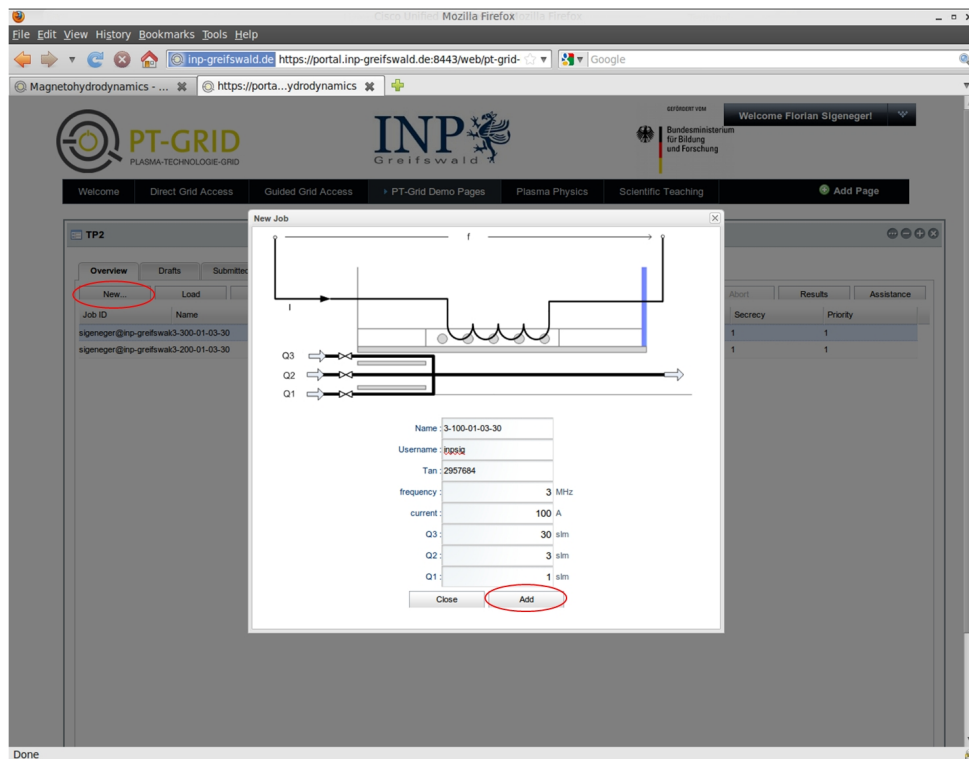 Cisco Unified Mozilla Firefox Mozilla Firefox
File Edit View History Bookmarks Tools Help
inp-greifswald.de https://portal.inp-greifswald.de:8443/web/pt-grid- Google
Magnetohydrodynamics - ... https://porta...ydrodynamics
PT-GRID
PLASMA-TECHNOLOGIE-GRID
INP
Greifswald
GEFÖRDERT VOM
Bundesministerium
für Bildung
und Forschung
Welcome Florian Sigeneger!
Welcome Direct Grid Access Guided Grid Access PT-Grid Demo Pages Plasma Physics Scientific Teaching Add Page
TP2
Overview Drafts Submitted
New... Load Abort Results Assistance
Job ID Name Secrecy Priority
sigeneger@inp-greifswak3-300-01-03-30 1 1
sigeneger@inp-greifswak3-200-01-03-30 1 1
New Job
f
I
Q3
Q2
Q1
Name : 3-100-01-03-30
Username : inpsig
Tan : 2957684
frequency : 3 MHz
current : 100 A
Q3 : 30 slm
Q2 : 3 slm
Q1 : 1 slm
Close Add
Done